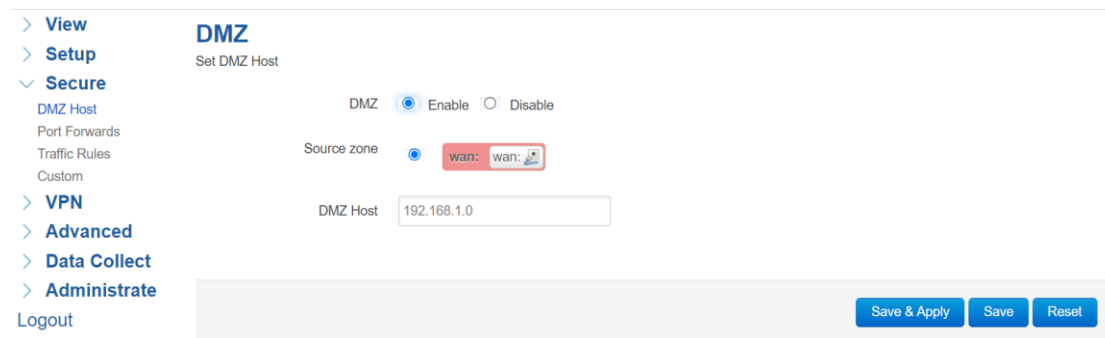 View
Setup
Secure
DMZ Host
Port Forwards
Traffic Rules
Custom
VPN
Advanced
Data Collect
Administrate
Logout
DMZ
Set DMZ Host
DMZ Enable Disable
Source zone wan: wan:
DMZ Host 192.168.1.0
Save & Apply Save Reset